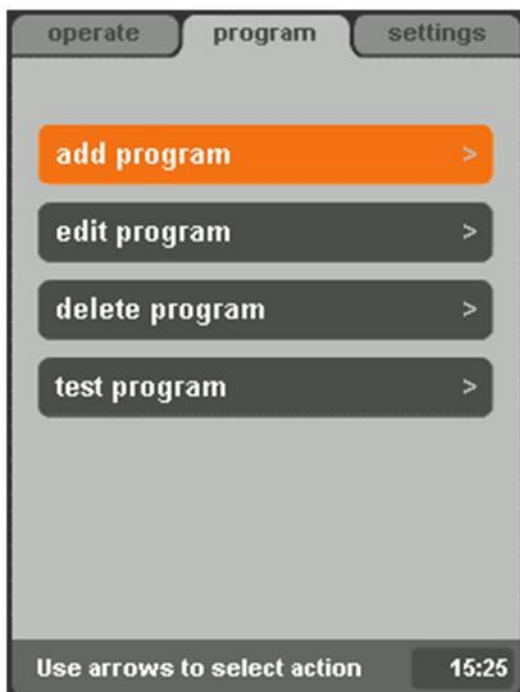 operate program settings
add program >
edit program >
delete program >
test program >
Use arrows to select action 15:25